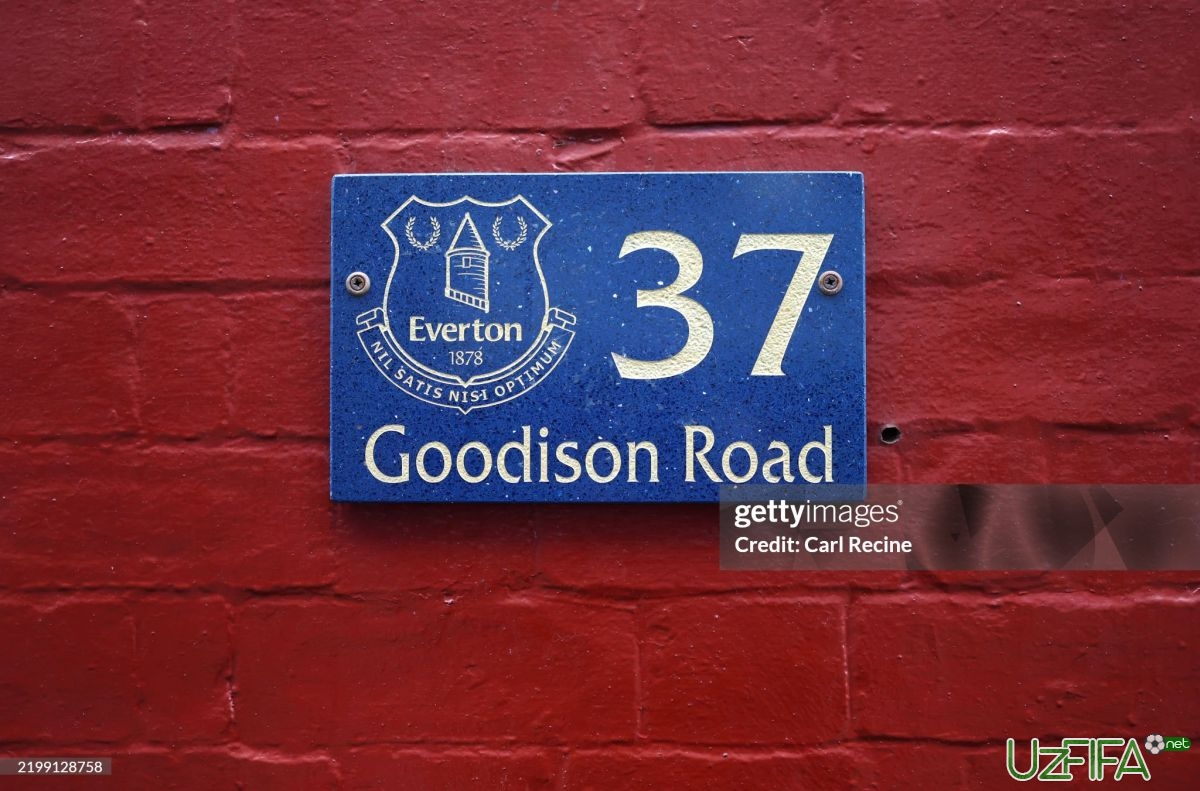 Everton
1878
NIL SATIS NISI OPTIMUM
37
Goodison Road
gettyimages®
Credit: Carl Recine
2199128758
UZFIFA.net